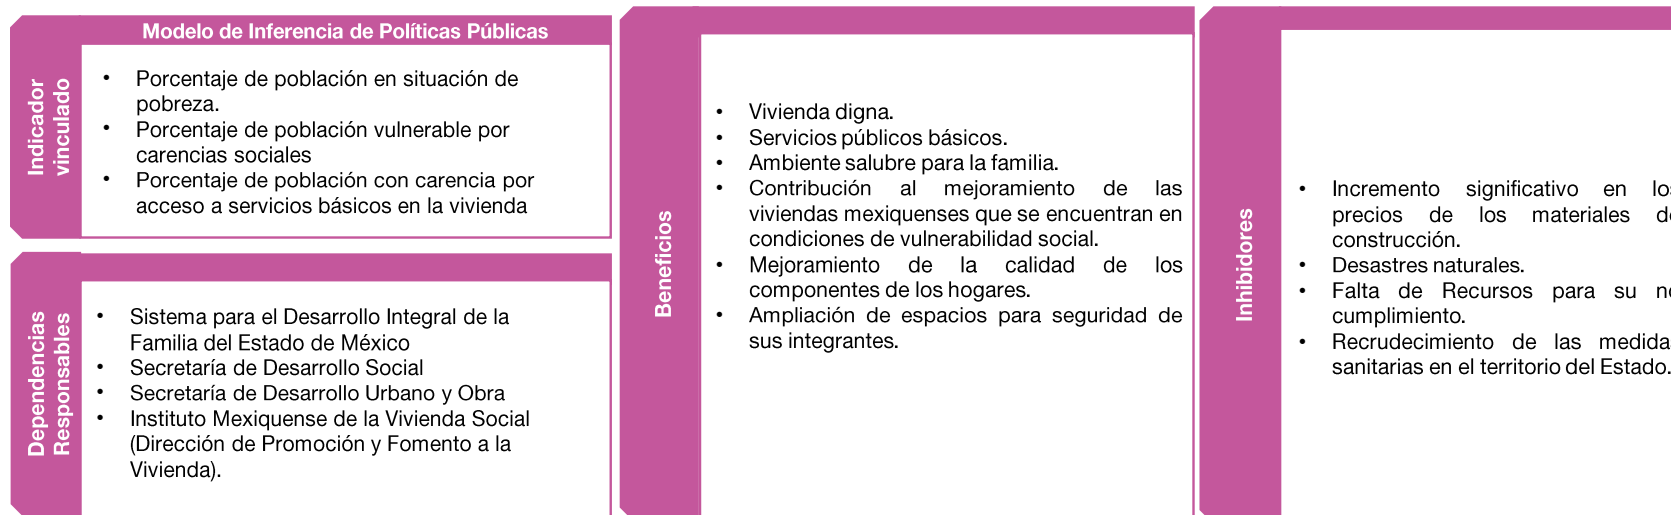 Modelo de Inferencia de Políticas Públicas
Indicador
vinculado
• Porcentaje de población en situación de
pobreza.
• Porcentaje de población vulnerable por
carencias sociales
• Porcentaje de población con carencia por
acceso a servicios básicos en la vivienda
Dependencias
Responsables
• Sistema para el Desarrollo Integral de la
Familia del Estado de México
• Secretaría de Desarrollo Social
• Secretaría de Desarrollo Urbano y Obra
• Instituto Mexiquense de la Vivienda Social
(Dirección de Promoción y Fomento a la
Vivienda).
Beneficios
• Vivienda digna.
• Servicios públicos básicos.
• Ambiente salubre para la familia.
• Contribución al mejoramiento de las
viviendas mexiquenses que se encuentran en
condiciones de vulnerabilidad social.
• Mejoramiento de la calidad de los
componentes de los hogares.
• Ampliación de espacios para seguridad de
sus integrantes.
Inhibidores
• Incremento significativo en
precios de los materiales
construcción.
• Desastres naturales.
• Falta de Recursos para su
cumplimiento.
• Recrudecimiento de las
sanitarias en el territorio del Estado.